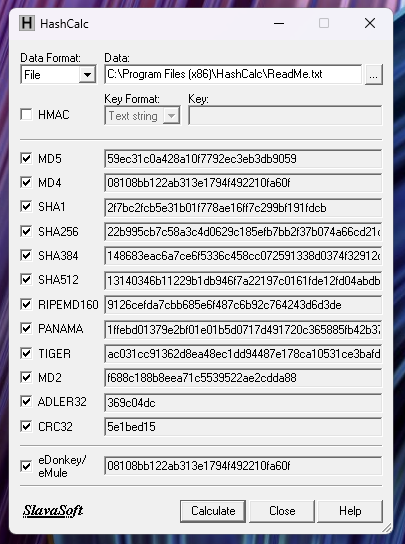 HashCalc
Data Format: Data:
File C:\Program Files (x86)\HashCalc\ReadMe.txt ...
Key Format: Key:
HMAC Text string
MD5 59ec31c0a428a10f7792ec3eb3db9059
MD4 08108bb122ab313e1794f492210fa60f
SHA1 2f7bc2fcb5e31b01f778ae16ff7c299bf191fdcb
SHA256 22b995cb7c58a3c4d0629c185efb7bb2f37b074a66cd21c
SHA384 148683eac6a7ce6f5336c458cc072591338d0374f32912c
SHA512 13140346b11229b1db946f7a22197c0161fde12fd04abdb
RIPEMD160 9126cefda7cbb685e6f487c6b92c764243d6d3de
PANAMA 1ffebd01379e2bf01e01b5d0717d491720c365885fb42b37
TIGER ac031cc91362d8ea48ec1dd94487e178ca10531ce3bafd
MD2 f688c188b8eea71c5539522ae2cdda88
ADLER32 369c04dc
CRC32 5e1bed15
eDonkey/
eMule 08108bb122ab313e1794f492210fa60f
SlavaSoft Calculate Close Help